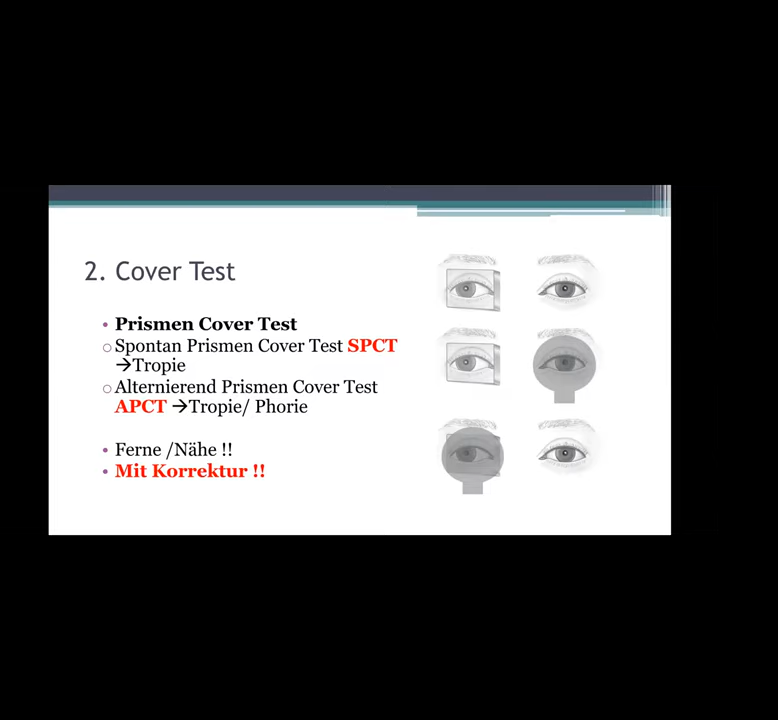 2. Cover Test
• Prismen Cover Test
○ Spontan Prismen Cover Test SPCT
→Tropie
○ Alternierend Prismen Cover Test
APCT →Tropie/ Phorie
• Ferne /Nähe !!
• Mit Korrektur !!